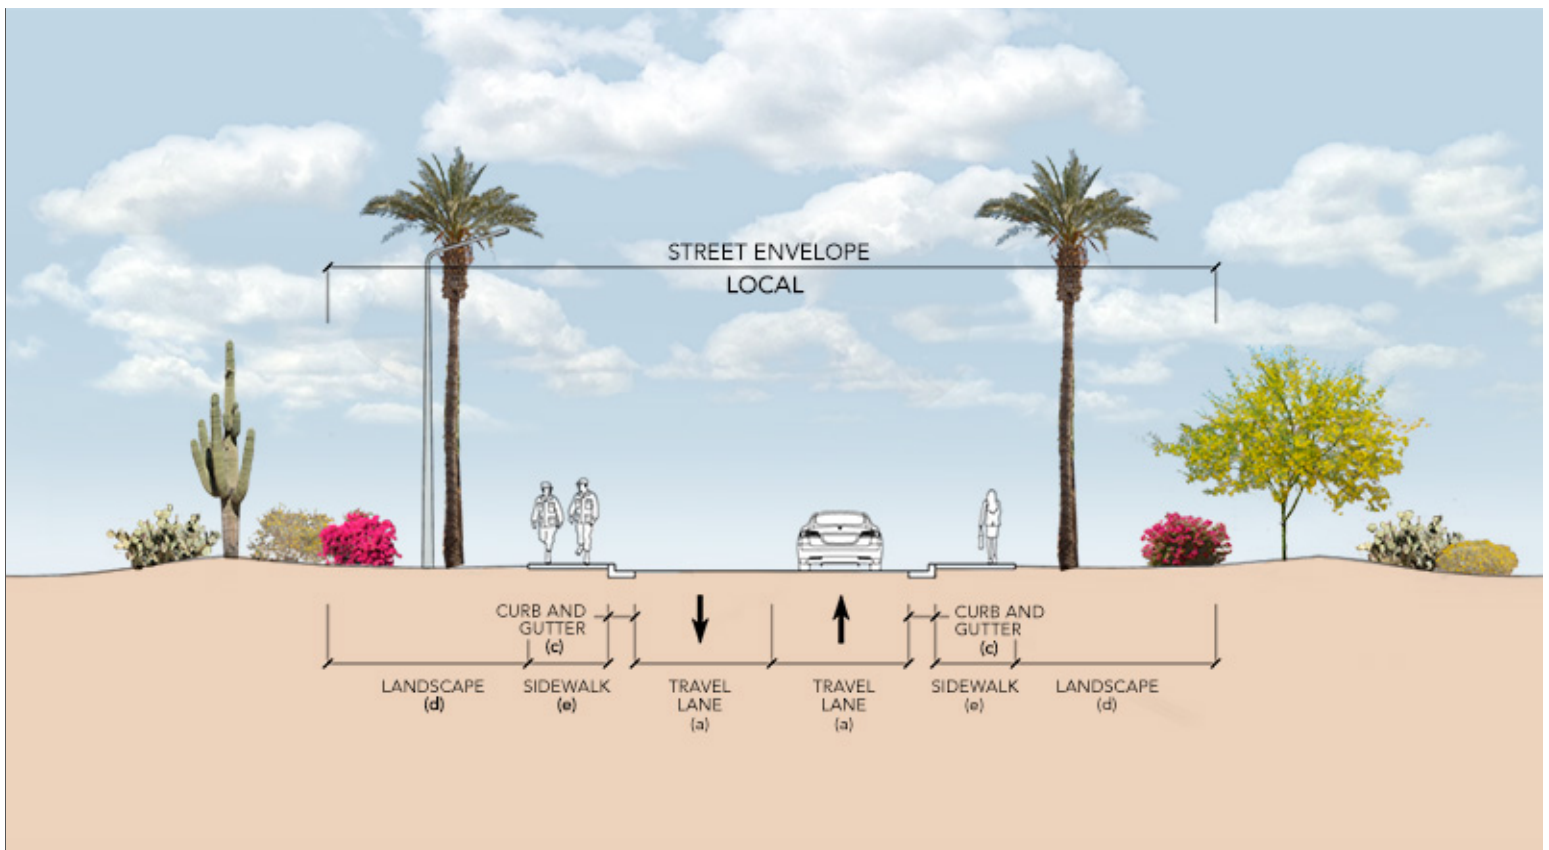 STREET ENVELOPE
LOCAL
CURB AND
GUTTER
(c)
CURB AND
GUTTER
(c)
LANDSCAPE
(d)
SIDEWALK
(e)
TRAVEL
LANE
(a)
TRAVEL
LANE
(a)
SIDEWALK
(e)
LANDSCAPE
(d)